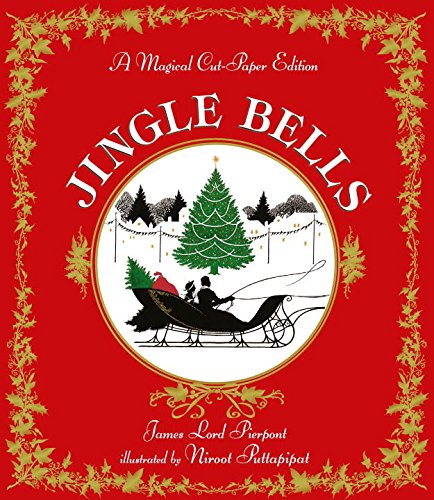 A Magical Cut-Paper Edition
JINGLE BELLS
James Lord Pierpont
illustrated by Niroot Puttapipat